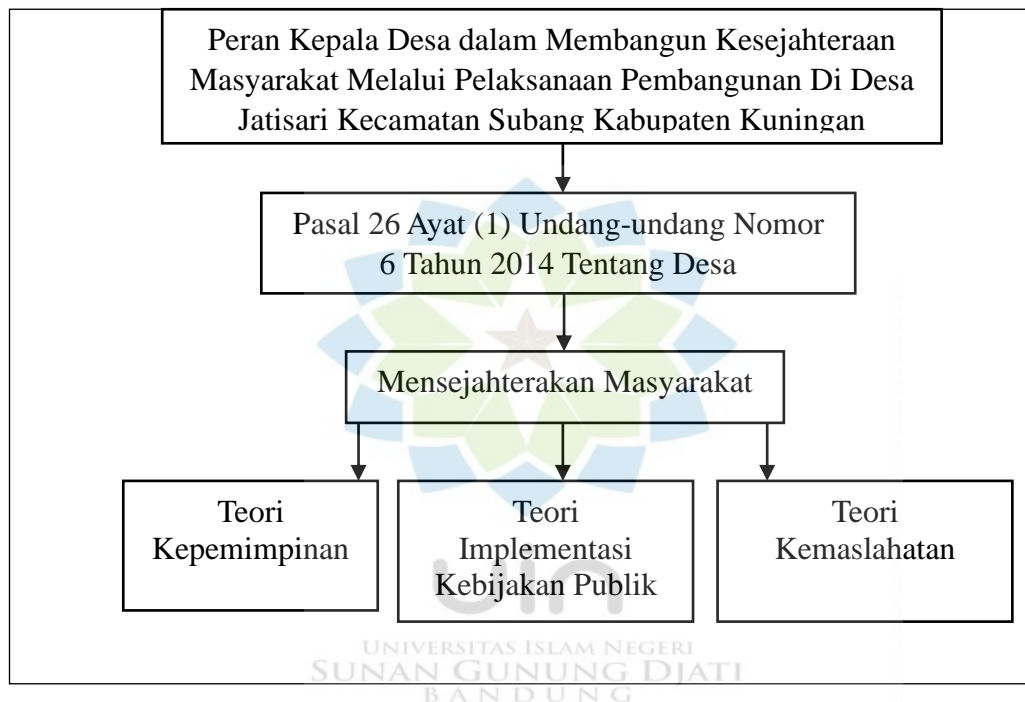 Peran Kepala Desa dalam Membangun Kesejahteraan
Masyarakat Melalui Pelaksanaan Pembangunan Di Desa
Jatisari Kecamatan Subang Kabupaten Kuningan
Pasal 26 Ayat (1) Undang-undang Nomor
6 Tahun 2014 Tentang Desa
Mensejahterakan Masyarakat
Teori
Kepemimpinan
Teori
Implementasi
Kebijakan Publik
Teori
Kemaslahatan
uin
UNIVERSITAS ISLAM NEGERI
SUNAN GUNUNG DJATI
BANDUNG